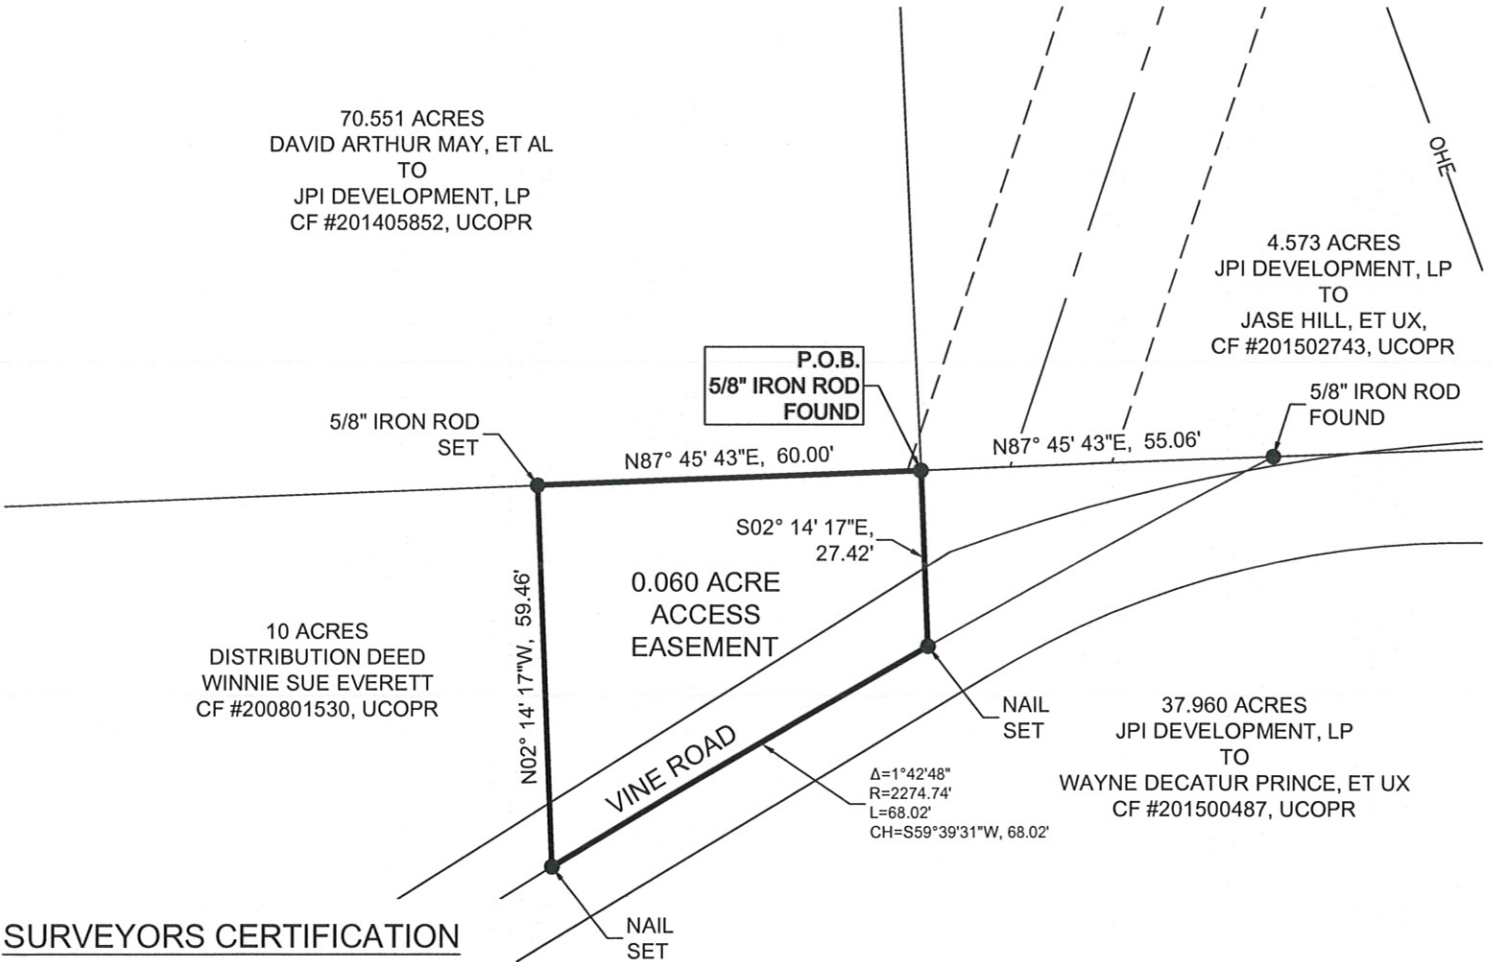 70.551 ACRES
DAVID ARTHUR MAY, ET AL
TO
JPI DEVELOPMENT, LP
CF #201405852, UCOPR
OHE
4.573 ACRES
JPI DEVELOPMENT, LP
TO
JASE HILL, ET UX,
CF #201502743, UCOPR
P.O.B.
5/8" IRON ROD
FOUND
5/8" IRON ROD
FOUND
5/8" IRON ROD
SET
N87° 45' 43"E, 60.00'
N87° 45' 43"E, 55.06'
S02° 14' 17"E,
27.42'
0.060 ACRE
ACCESS
EASEMENT
N02° 14' 17"W, 59.46'
10 ACRES
DISTRIBUTION DEED
WINNIE SUE EVERETT
CF #200801530, UCOPR
NAIL
SET
37.960 ACRES
JPI DEVELOPMENT, LP
TO
WAYNE DECATUR PRINCE, ET UX
CF #201500487, UCOPR
VINE ROAD
Δ=1°42'48"
R=2274.74'
L=68.02'
CH=S59°39'31"W, 68.02'
NAIL
SET
SURVEYORS CERTIFICATION